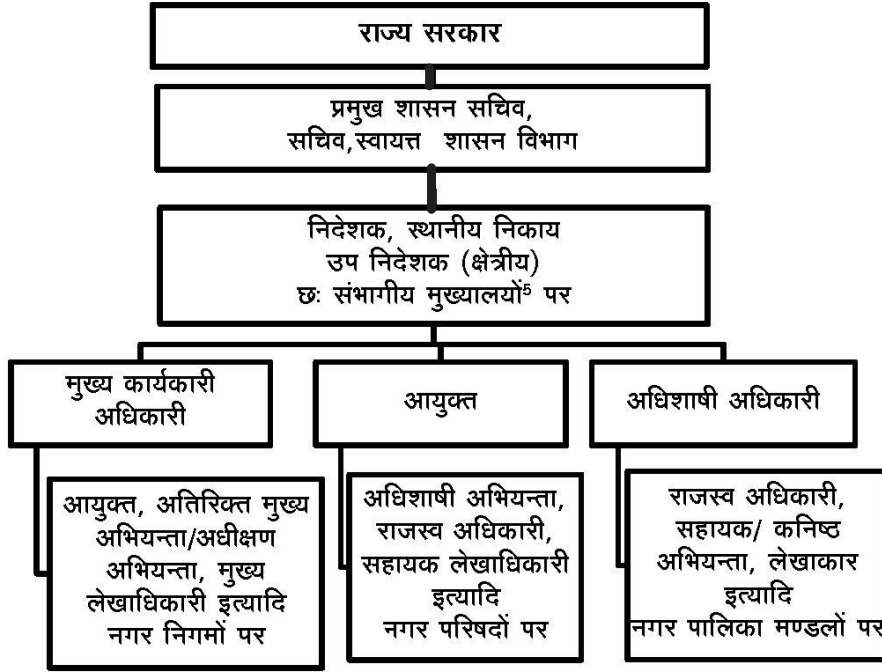 राज्य सरकार
प्रमुख शासन सचिव,
सचिव,स्वायत्त शासन विभाग
निदेशक, स्थानीय निकाय
उप निदेशक (क्षेत्रीय)
छः संभागीय मुख्यालयों⁵ पर
मुख्य कार्यकारी
अधिकारी
आयुक्त
अधिशाषी अधिकारी
आयुक्त, अतिरिक्त मुख्य
अभियन्ता/अधीक्षण
अभियन्ता, मुख्य
लेखाधिकारी इत्यादि
नगर निगमों पर
अधिशाषी अभियन्ता,
राजस्व अधिकारी,
सहायक लेखाधिकारी
इत्यादि
नगर परिषदों पर
राजस्व अधिकारी,
सहायक/ कनिष्ठ
अभियन्ता, लेखाकार
इत्यादि
नगर पालिका मण्डलों पर